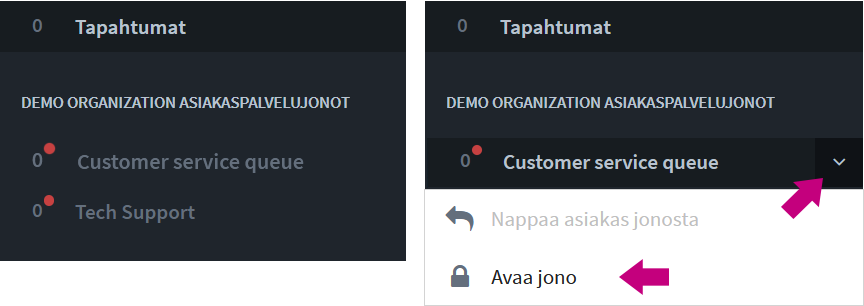 0 Tapahtumat
DEMO ORGANIZATION ASIAKASPALVELUJONOT
0 Customer service queue
0 Tech Support
0 Tapahtumat
DEMO ORGANIZATION ASIAKASPALVELUJONOT
0 Customer service queue
Nappaa asiakas jonosta
Avaa jono